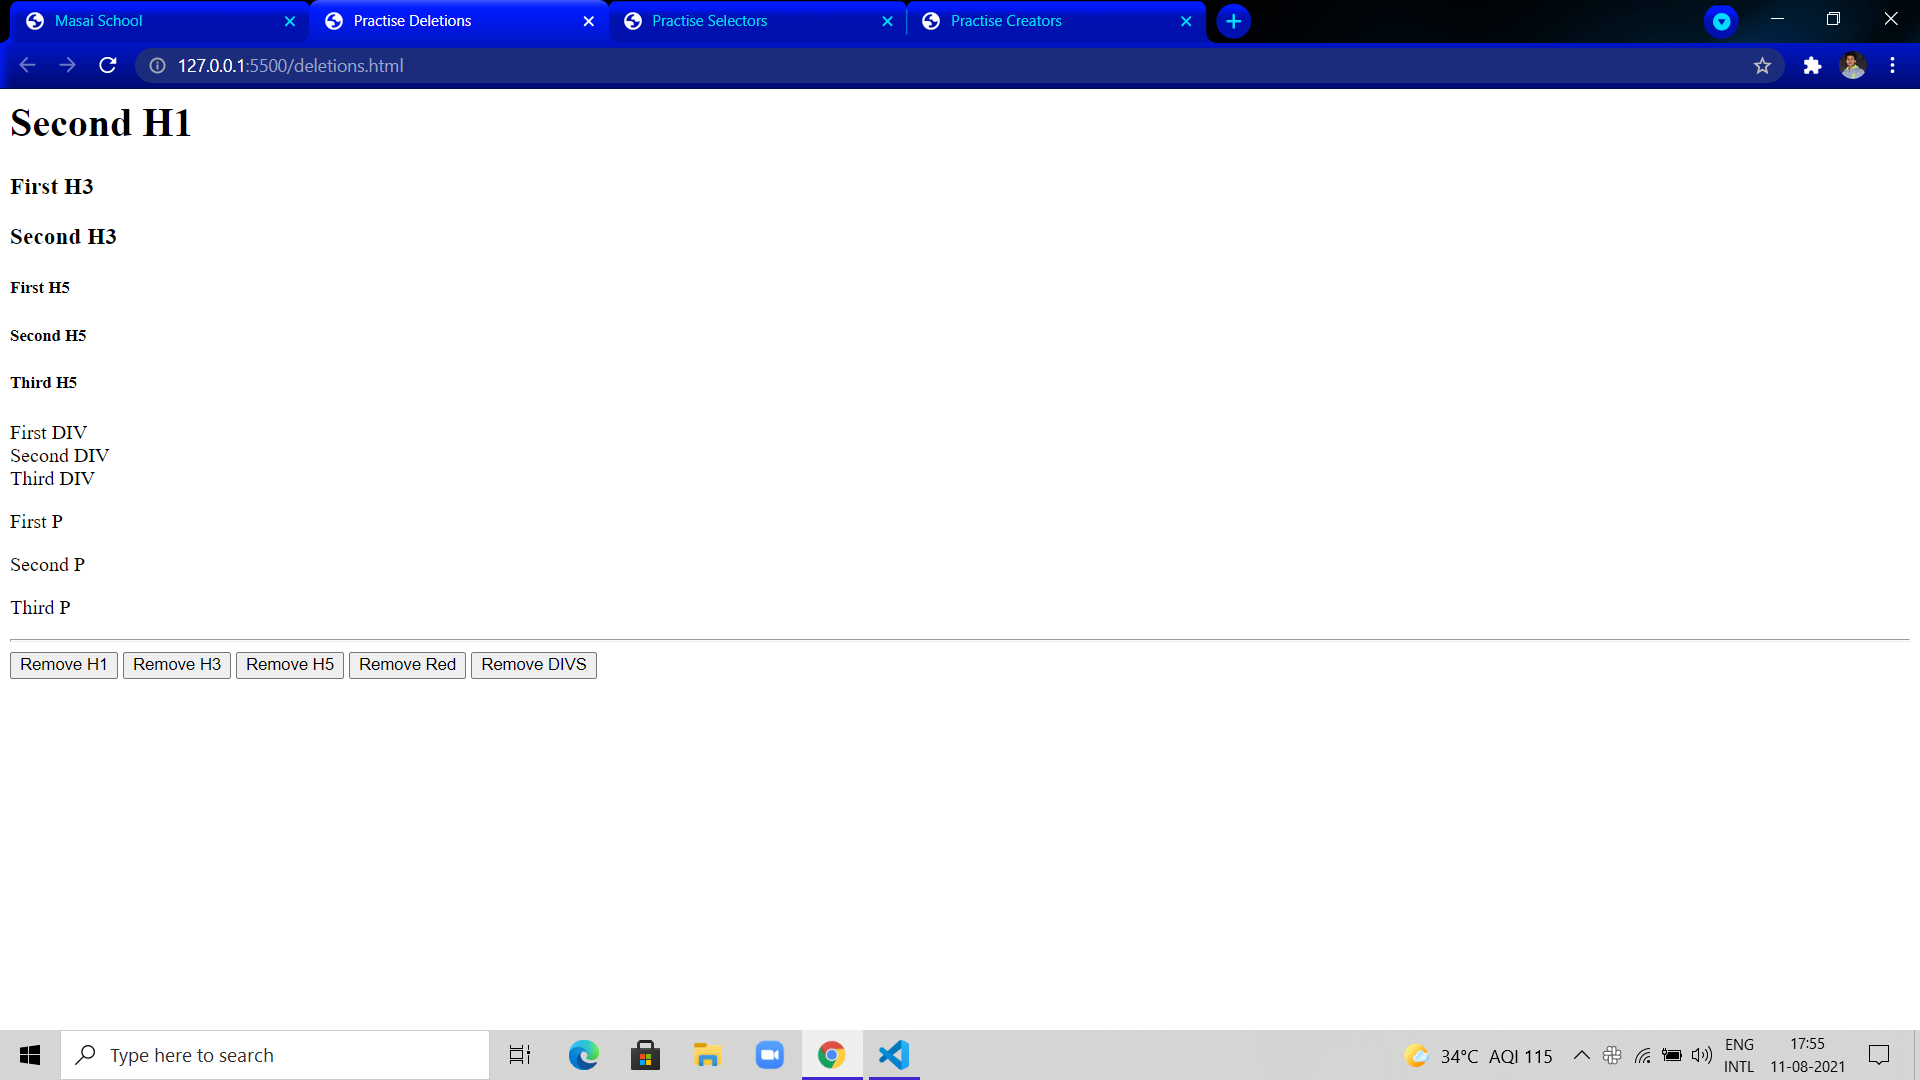 Masai School
Practise Deletions
Practise Selectors
Practise Creators
127.0.0.1:5500/deletions.html
Second H1
First H3
Second H3
First H5
Second H5
Third H5
First DIV
Second DIV
Third DIV
First P
Second P
Third P
Remove H1 Remove H3 Remove H5 Remove Red Remove DIVS
Type here to search
34°C AQI 115
ENG
INTL
17:55
11-08-2021